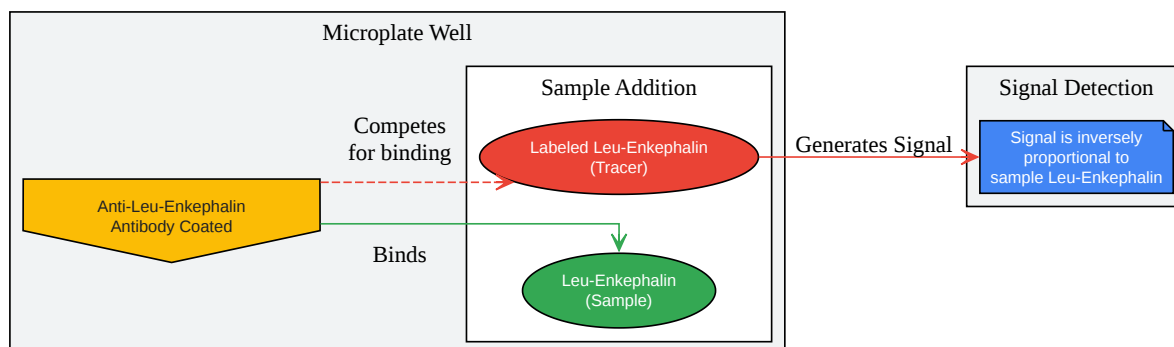 Microplate Well
Sample Addition
Signal Detection
Competes
for binding
Labeled Leu-Enkephalin
(Tracer)
Generates Signal
Signal is inversely
proportional to
sample Leu-Enkephalin
Anti-Leu-Enkephalin
Antibody Coated
Binds
Leu-Enkephalin
(Sample)